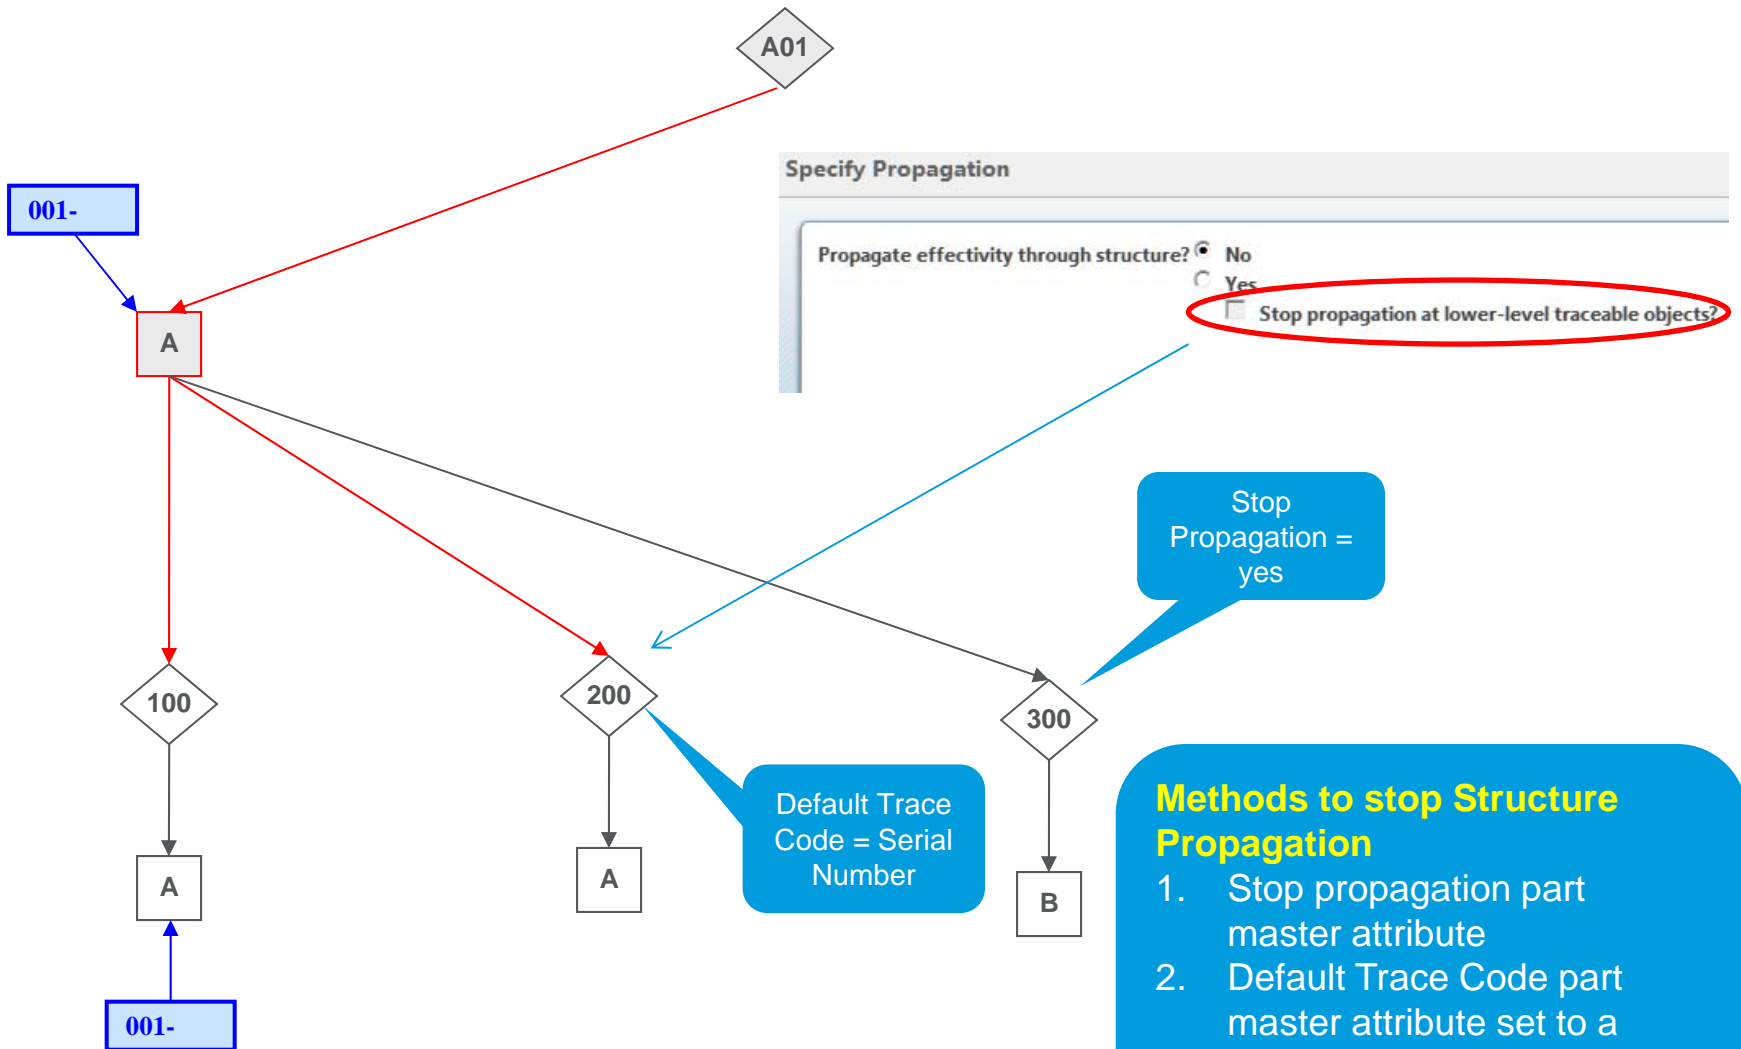 A01
Specify Propagation
001-
Propagate effectivity through structure? No
Yes
Stop propagation at lower-level traceable objects?
A
Stop
Propagation =
yes
100
200
300
Default Trace
Code = Serial
Number
A
A
B
Methods to stop Structure
Propagation
1. Stop propagation part
master attribute
2. Default Trace Code part
master attribute set to a
001-